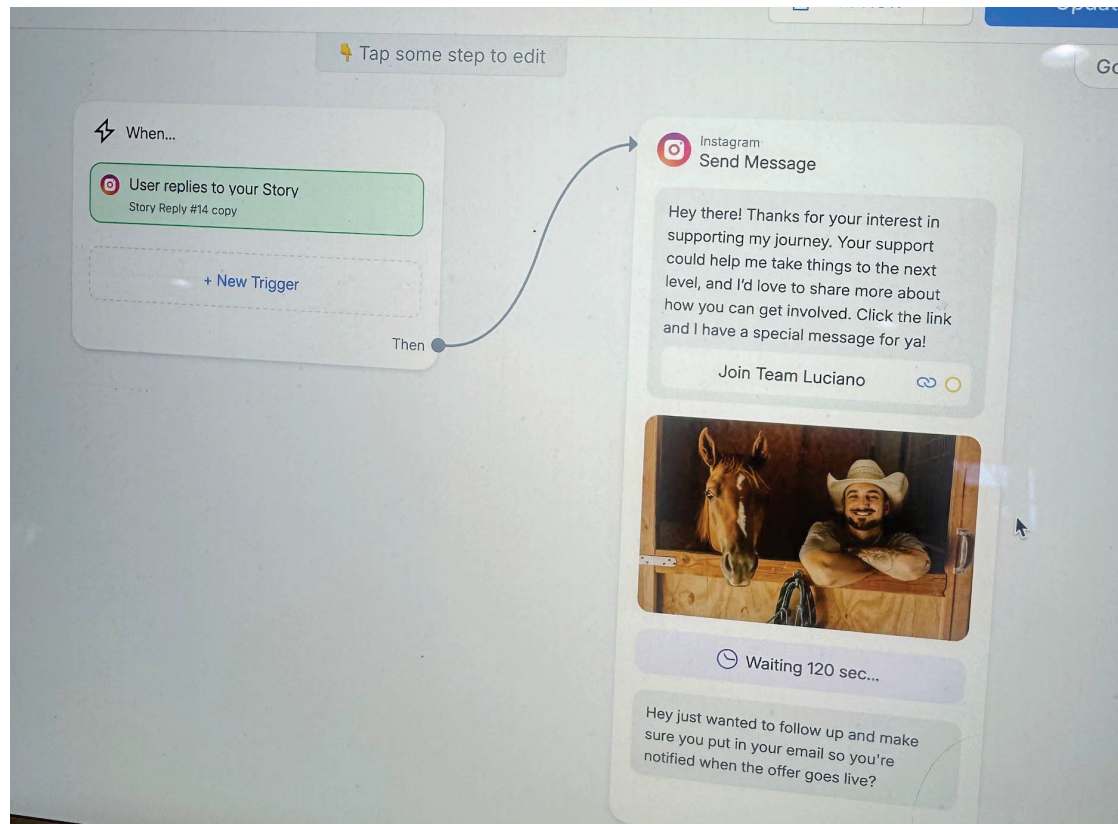 Tap some step to edit
When...
User replies to your Story
Story Reply #14 copy
+ New Trigger
Then
Instagram
Send Message
Hey there! Thanks for your interest in
supporting my journey. Your support
could help me take things to the next
level, and I'd love to share more about
how you can get involved. Click the link
and I have a special message for ya!
Join Team Luciano
Waiting 120 sec...
Hey just wanted to follow up and make
sure you put in your email so you're
notified when the offer goes live?